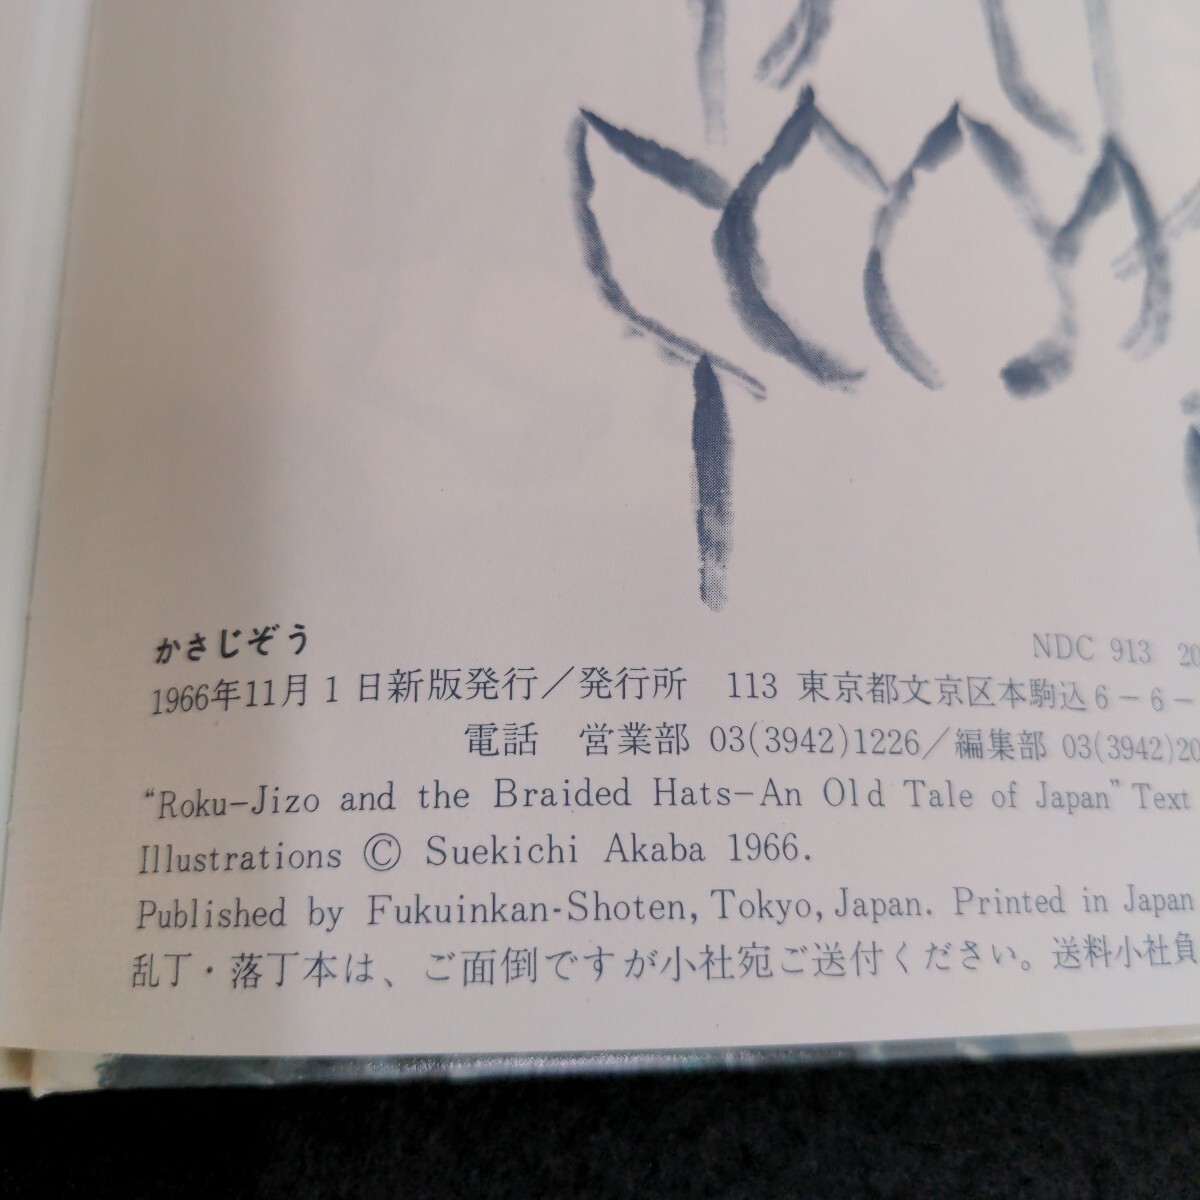 かさじぞう
NDC 913 20
1966年11月1日新版発行／発行所 113 東京都文京区本駒込6－6－
電話 営業部 03(3942)1226／編集部 03(3942)20
“Roku-Jizo and the Braided Hats-An Old Tale of Japan” Text
Illustrations © Suekichi Akaba 1966.
Published by Fukuinkan-Shoten, Tokyo, Japan. Printed in Japan
乱丁・落丁本は、ご面倒ですが小社宛ご送付ください。送料小社負